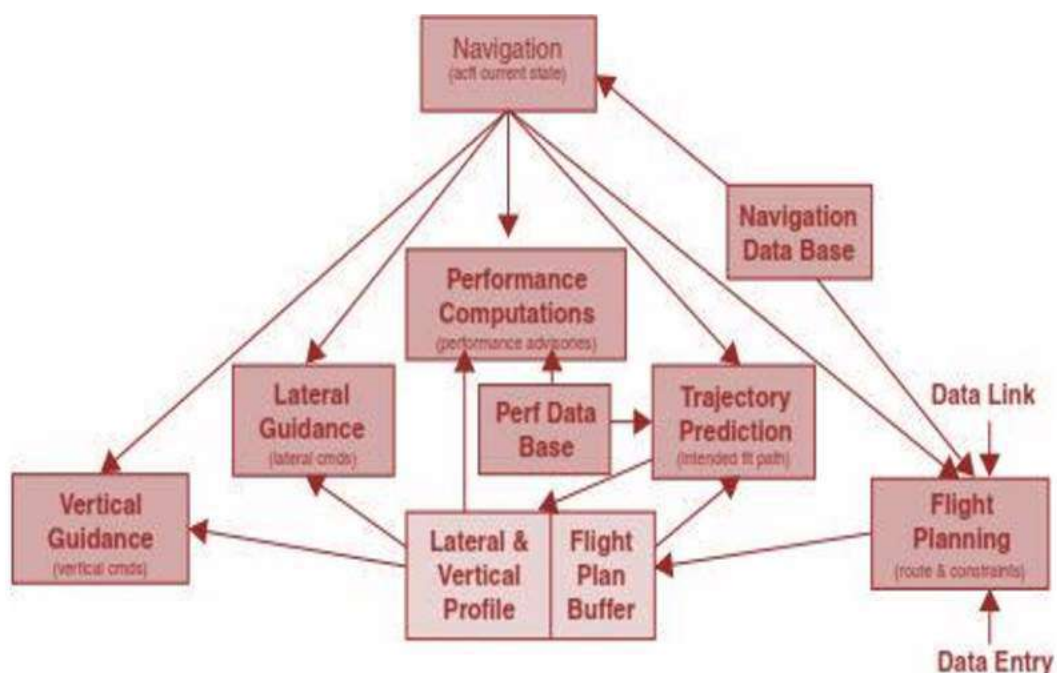 Navigation
(acft current state)
Navigation
Data Base
Performance
Computations
(performance advisories)
Lateral
Guidance
(lateral cmds)
Perf Data
Base
Trajectory
Prediction
(intended flt path)
Data Link
Vertical
Guidance
(vertical cmds)
Lateral &
Vertical
Profile
Flight
Plan
Buffer
Flight
Planning
(route & constraints)
Data Entry